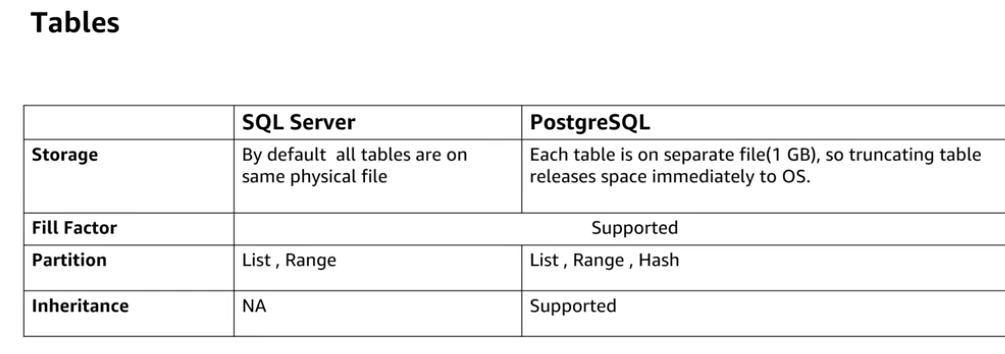 Tables
SQL Server
PostgreSQL
Storage
By default  all tables are on
same physical file
Each table is on separate file(1 GB), so truncating table
releases space immediately to OS.
Fill Factor
Supported
Partition
List , Range
List , Range , Hash
Inheritance
NA
Supported